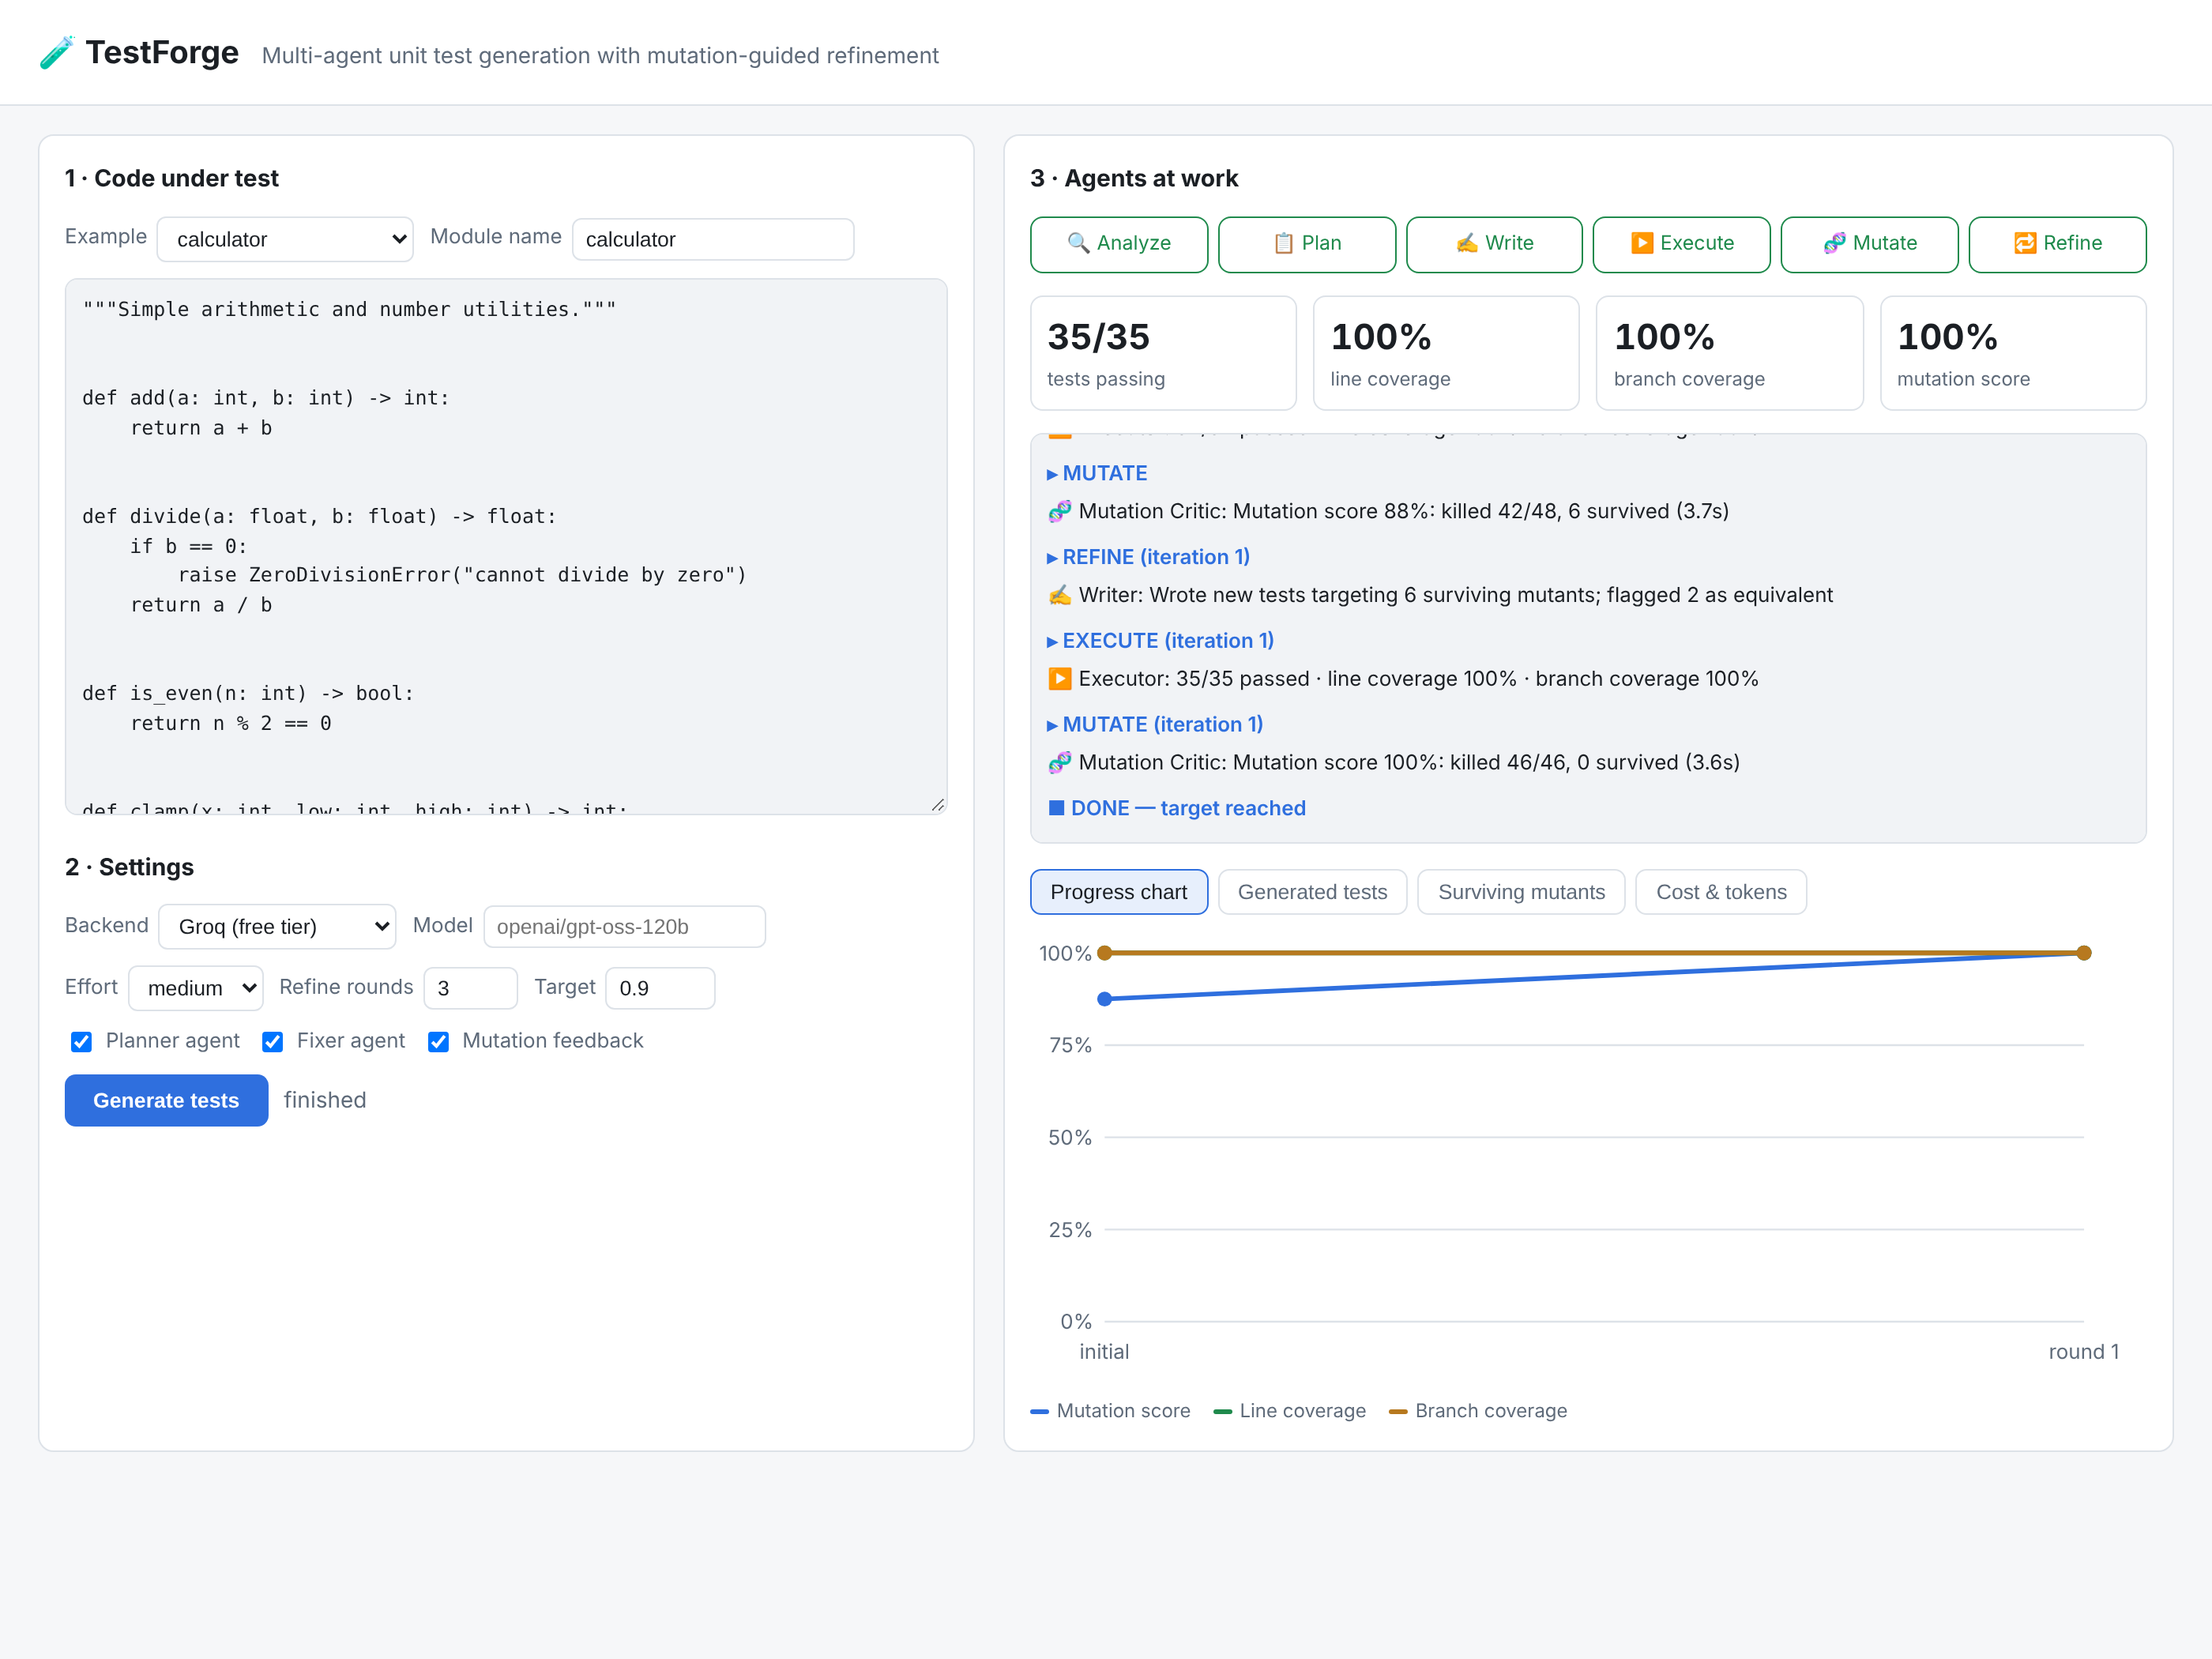 🧪 TestForge Multi-agent unit test generation with mutation-guided refinement
1 · Code under test
Example calculator Module name calculator
"""Simple arithmetic and number utilities."""
def add(a: int, b: int) -> int:
    return a + b
def divide(a: float, b: float) -> float:
    if b == 0:
        raise ZeroDivisionError("cannot divide by zero")
    return a / b
def is_even(n: int) -> bool:
    return n % 2 == 0
def clamp(x: int, low: int, high: int) -> int:
2 · Settings
Backend Groq (free tier) Model openai/gpt-oss-120b
Effort medium Refine rounds 3 Target 0.9
Planner agent Fixer agent Mutation feedback
Generate tests finished
3 · Agents at work
🔍 Analyze 📋 Plan ✍️ Write ▶️ Execute 🧬 Mutate 🔁 Refine
35/35 100% 100% 100%
tests passing line coverage branch coverage mutation score
▸ MUTATE
🧬 Mutation Critic: Mutation score 88%: killed 42/48, 6 survived (3.7s)
▸ REFINE (iteration 1)
✍️ Writer: Wrote new tests targeting 6 surviving mutants; flagged 2 as equivalent
▸ EXECUTE (iteration 1)
▶️ Executor: 35/35 passed · line coverage 100% · branch coverage 100%
▸ MUTATE (iteration 1)
🧬 Mutation Critic: Mutation score 100%: killed 46/46, 0 survived (3.6s)
■ DONE — target reached
Progress chart Generated tests Surviving mutants Cost & tokens
100%
75%
50%
25%
0%
initial round 1
Mutation score Line coverage Branch coverage